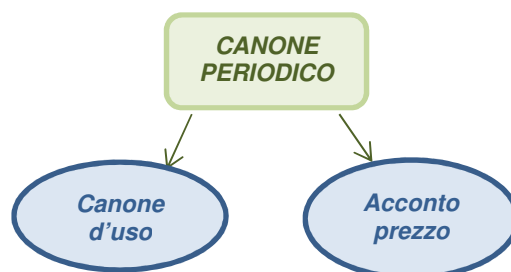 CANONE
PERIODICO
Canone
d’uso
Acconto
prezzo